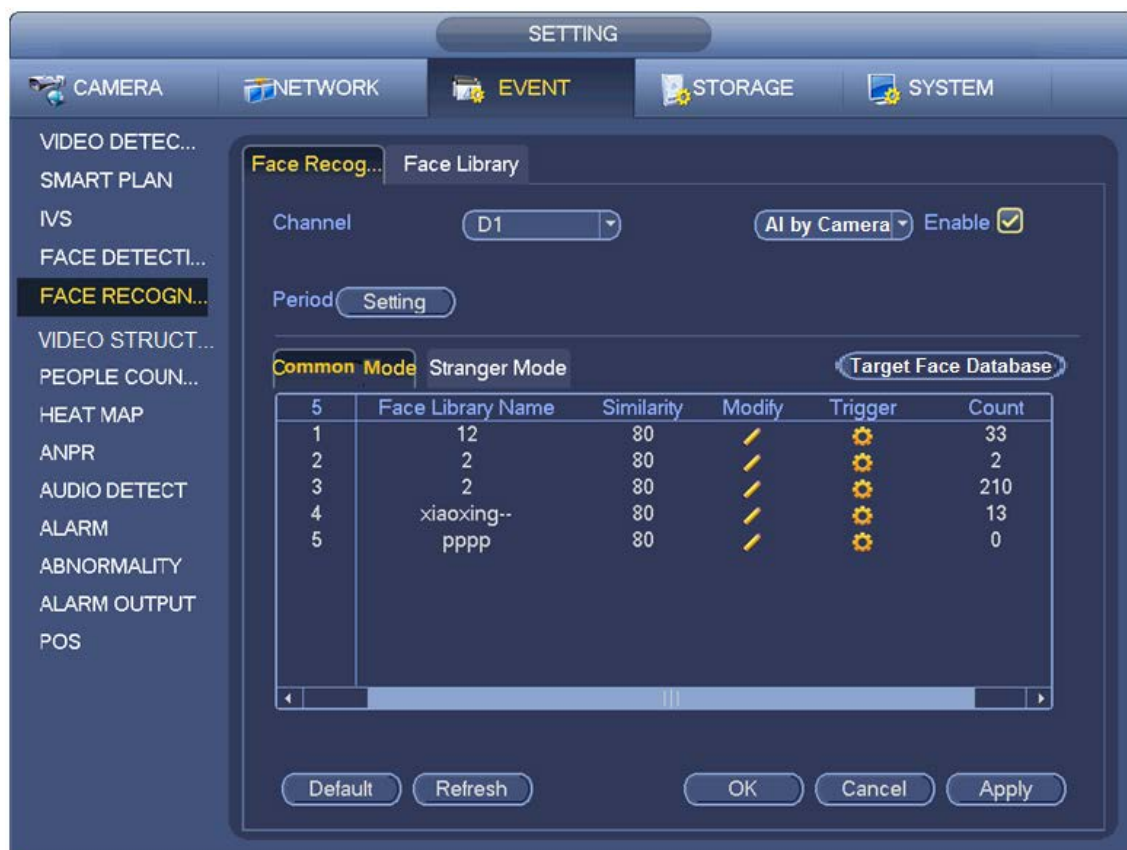 SETTING
CAMERA NETWORK EVENT STORAGE SYSTEM
VIDEO DETEC...
SMART PLAN
IVS
FACE DETECTI...
FACE RECOGN...
VIDEO STRUCT...
PEOPLE COUN...
HEAT MAP
ANPR
AUDIO DETECT
ALARM
ABNORMALITY
ALARM OUTPUT
POS
Face Recog... Face Library
Channel D1 AI by Camera Enable
Period Setting
Common Mode Stranger Mode Target Face Database
5 Face Library Name Similarity Modify Trigger Count
1 12 80 33
2 2 80 2
3 2 80 210
4 xiaoxing-- 80 13
5 pppp 80 0
Default Refresh OK Cancel Apply